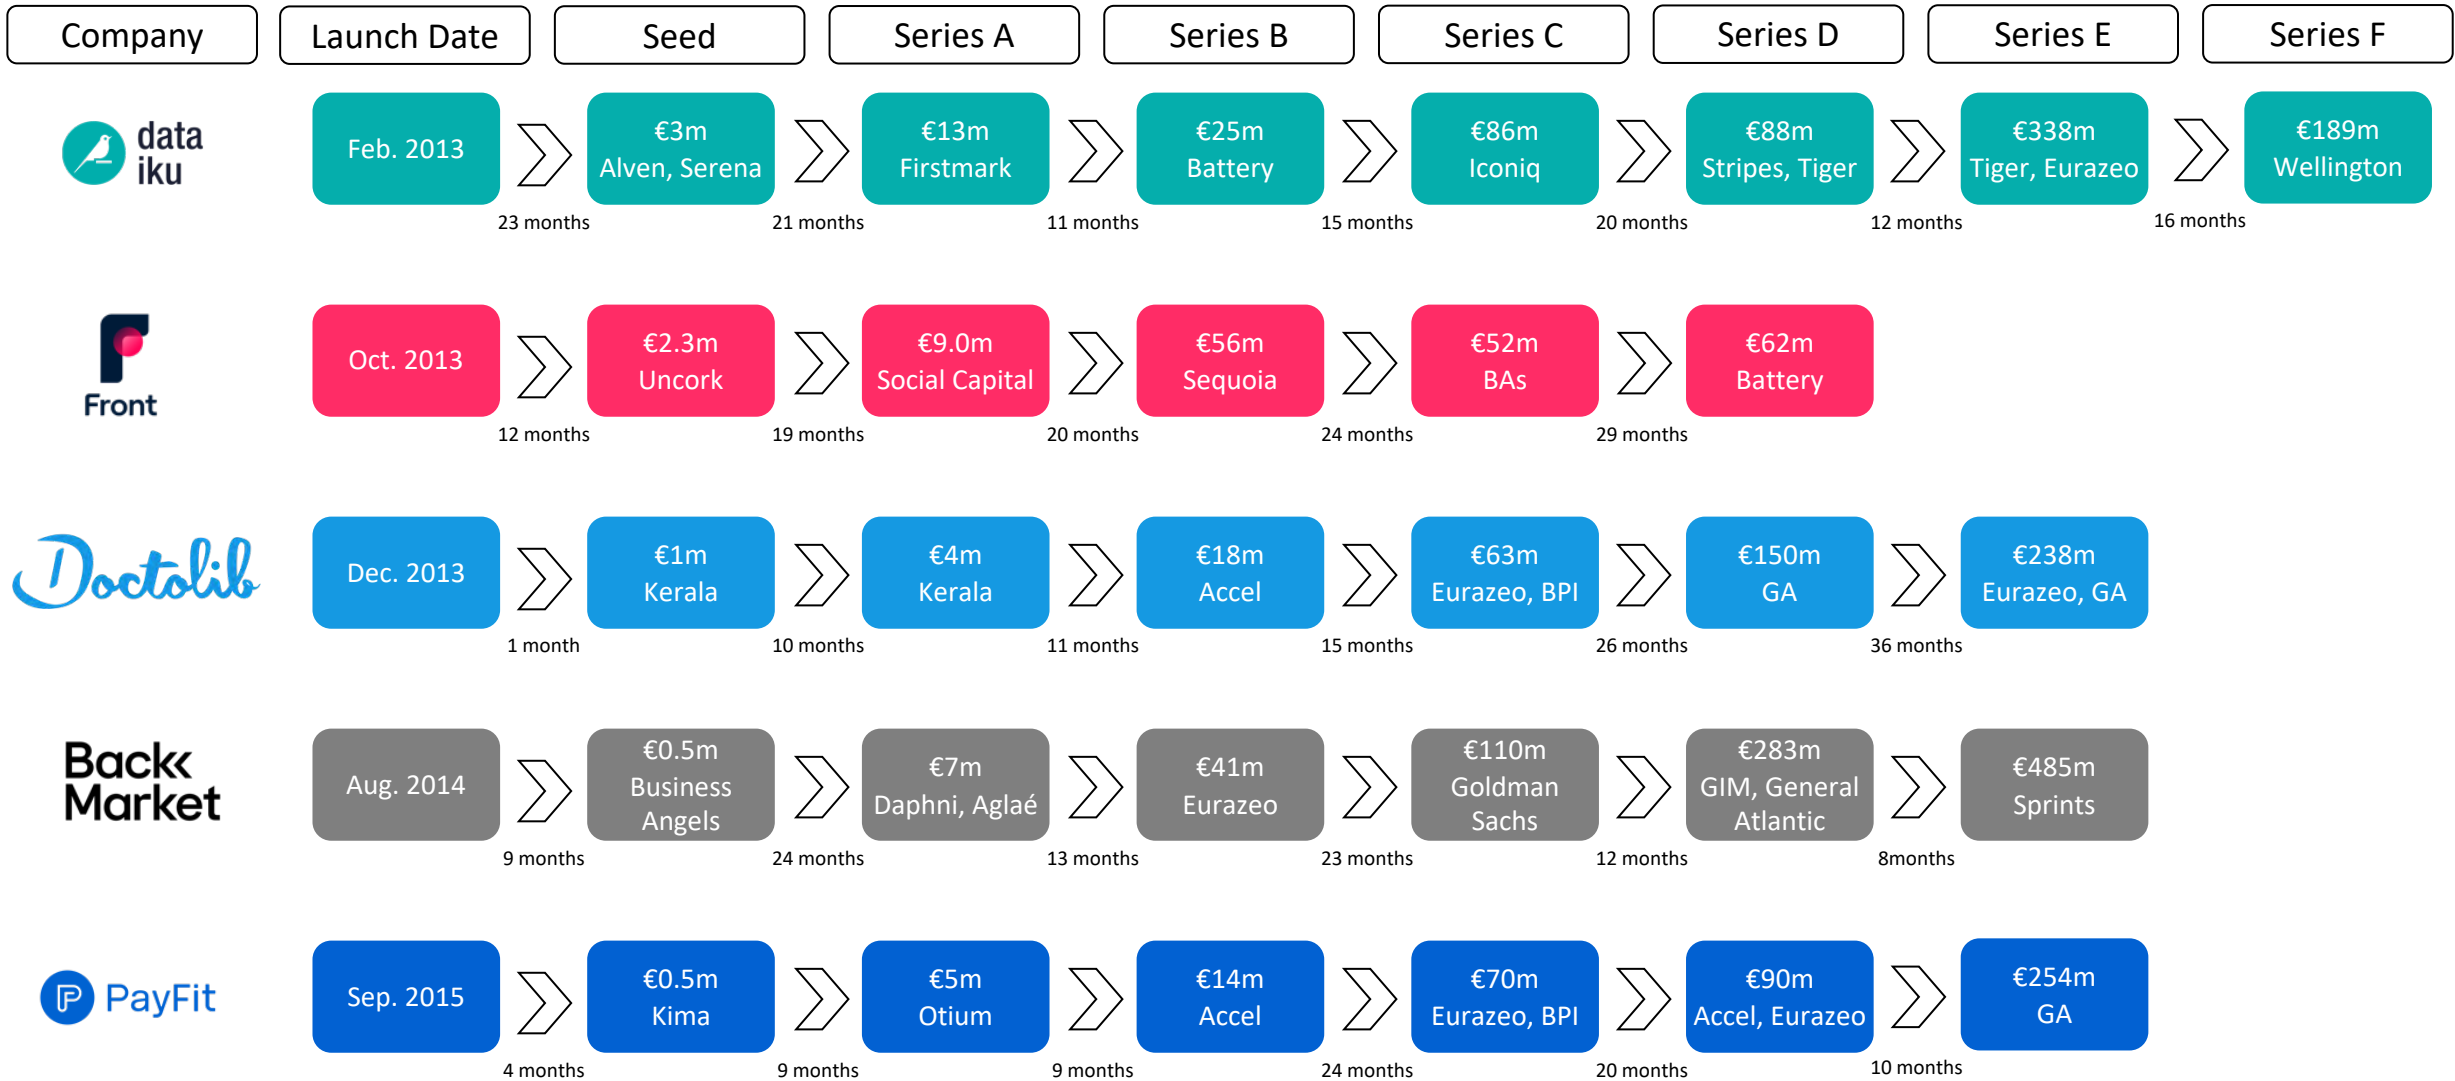 Company
Launch Date
Seed
Series A
Series B
Series C
Series D
Series E
Series F
data
iku
Feb. 2013
€3m
Alven, Serena
€13m
Firstmark
€25m
Battery
€86m
Iconiq
€88m
Stripes, Tiger
€338m
Tiger, Eurazeo
€189m
Wellington
23 months
21 months
11 months
15 months
20 months
12 months
16 months
Front
Oct. 2013
€2.3m
Uncork
€9.0m
Social Capital
€56m
Sequoia
€52m
BAs
€62m
Battery
12 months
19 months
20 months
24 months
29 months
Doctolib
Dec. 2013
€1m
Kerala
€4m
Kerala
€18m
Accel
€63m
Eurazeo, BPI
€150m
GA
€238m
Eurazeo, GA
1 month
10 months
11 months
15 months
26 months
36 months
Back
Market
Aug. 2014
€0.5m
Business
Angels
€7m
Daphni, Aglaé
€41m
Eurazeo
€110m
Goldman
Sachs
€283m
GIM, General
Atlantic
€485m
Sprints
9 months
24 months
13 months
23 months
12 months
8months
PayFit
Sep. 2015
€0.5m
Kima
€5m
Otium
€14m
Accel
€70m
Eurazeo, BPI
€90m
Accel, Eurazeo
€254m
GA
4 months
9 months
9 months
24 months
20 months
10 months